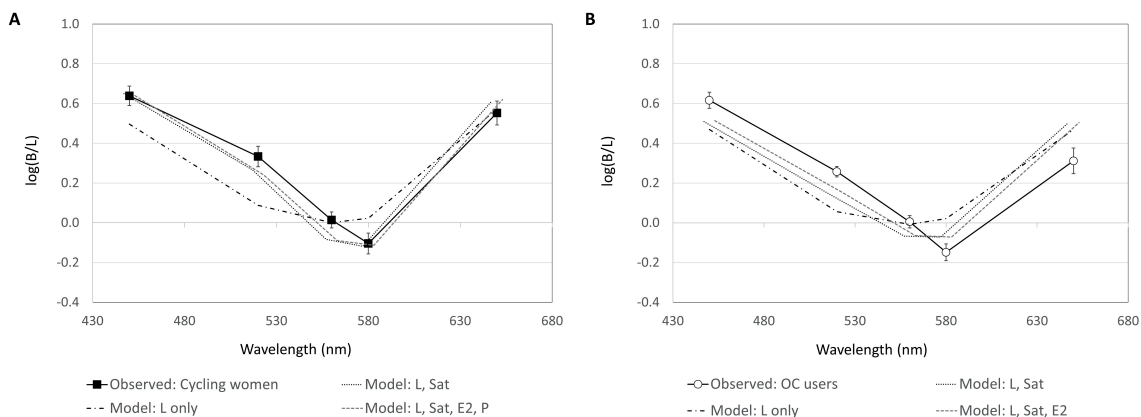 A
1.0
0.8
0.6
0.4
0.2
0.0
-0.2
-0.4
log(B/L)
430 480 530 580 630 680
Wavelength (nm)
Observed: Cycling women
Model: L, Sat
Model: L only
Model: L, Sat, E2, P
B
1.0
0.8
0.6
0.4
0.2
0.0
-0.2
-0.4
log(B/L)
430 480 530 580 630 680
Wavelength (nm)
Observed: OC users
Model: L, Sat
Model: L only
Model: L, Sat, E2